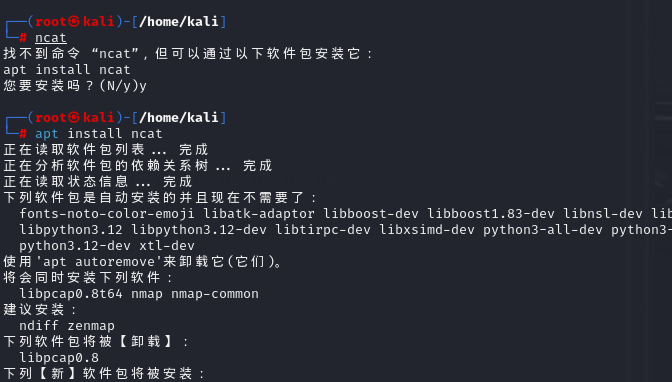 ┌──(root㉿kali)-[/home/kali]
└─# ncat
找不到命令 “ncat”，但可以通过以下软件包安装它：
apt install ncat
您要安装吗？(N/y)y
┌──(root㉿kali)-[/home/kali]
└─# apt install ncat
正在读取软件包列表... 完成
正在分析软件包的依赖关系树... 完成
正在读取状态信息... 完成
下列软件包是自动安装的并且现在不需要了：
fonts-noto-color-emoji libatk-adaptor libboost-dev libboost1.83-dev libnsl-dev lib
libpython3.12 libpython3.12-dev libtirpc-dev libxsimd-dev python3-all-dev python3-
python3.12-dev xtl-dev
使用'apt autoremove'来卸载它(它们)。
将会同时安装下列软件：
libpcap0.8t64 nmap nmap-common
建议安装：
ndiff zenmap
下列软件包将被【卸载】：
libpcap0.8
下列【新】软件包将被安装：